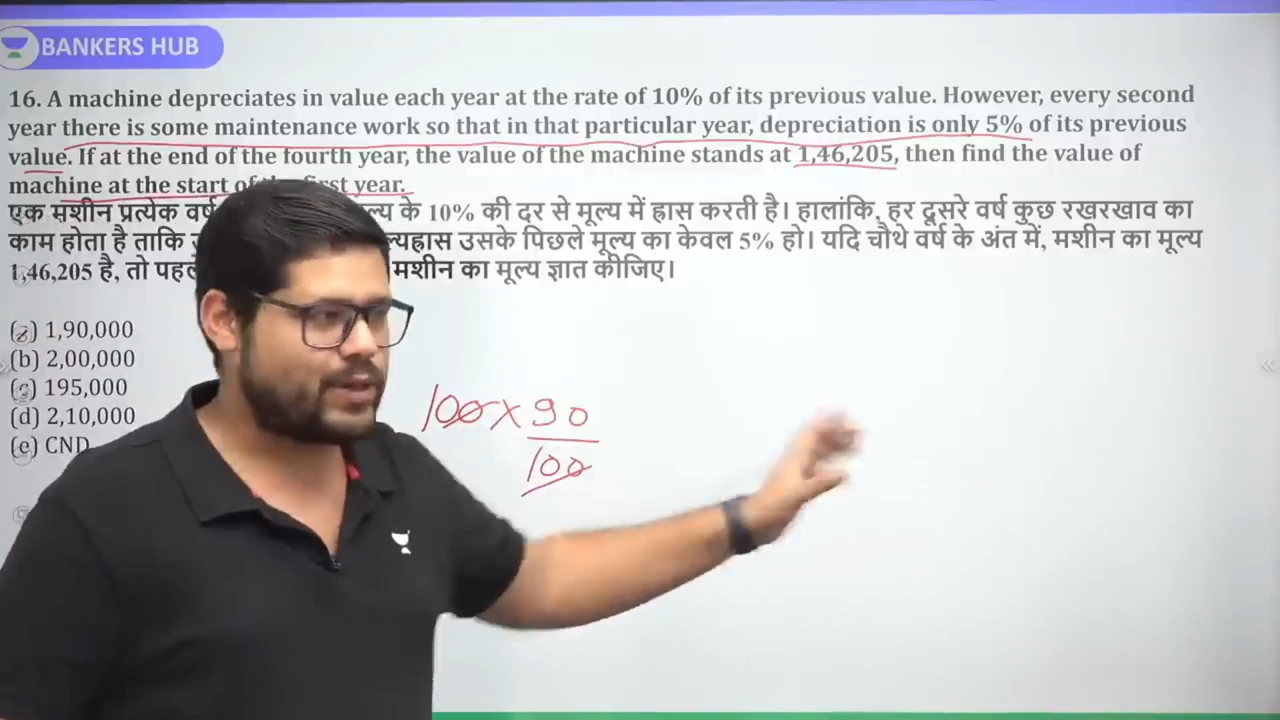 BANKERS HUB
16. A machine depreciates in value each year at the rate of 10% of its previous value. However, every second
year there is some maintenance work so that in that particular year, depreciation is only 5% of its previous
value. If at the end of the fourth year, the value of the machine stands at 1,46,205, then find the value of
machine at the start of first year.
एक मशीन प्रत्येक वर्ष के 10% की दर से मूल्य में ह्रास करती है। हालांकि, हर दूसरे वर्ष कुछ रखरखाव का
काम होता है ताकि उसके पिछले मूल्य का केवल 5% हो। यदि चौथे वर्ष के अंत में, मशीन का मूल्य
1,46,205 है, तो मशीन का मूल्य ज्ञात कीजिए।
(a) 1,90,000
(b) 2,00,000
(c) 195,000
(d) 2,10,000
(e) CND
100 x 90
100